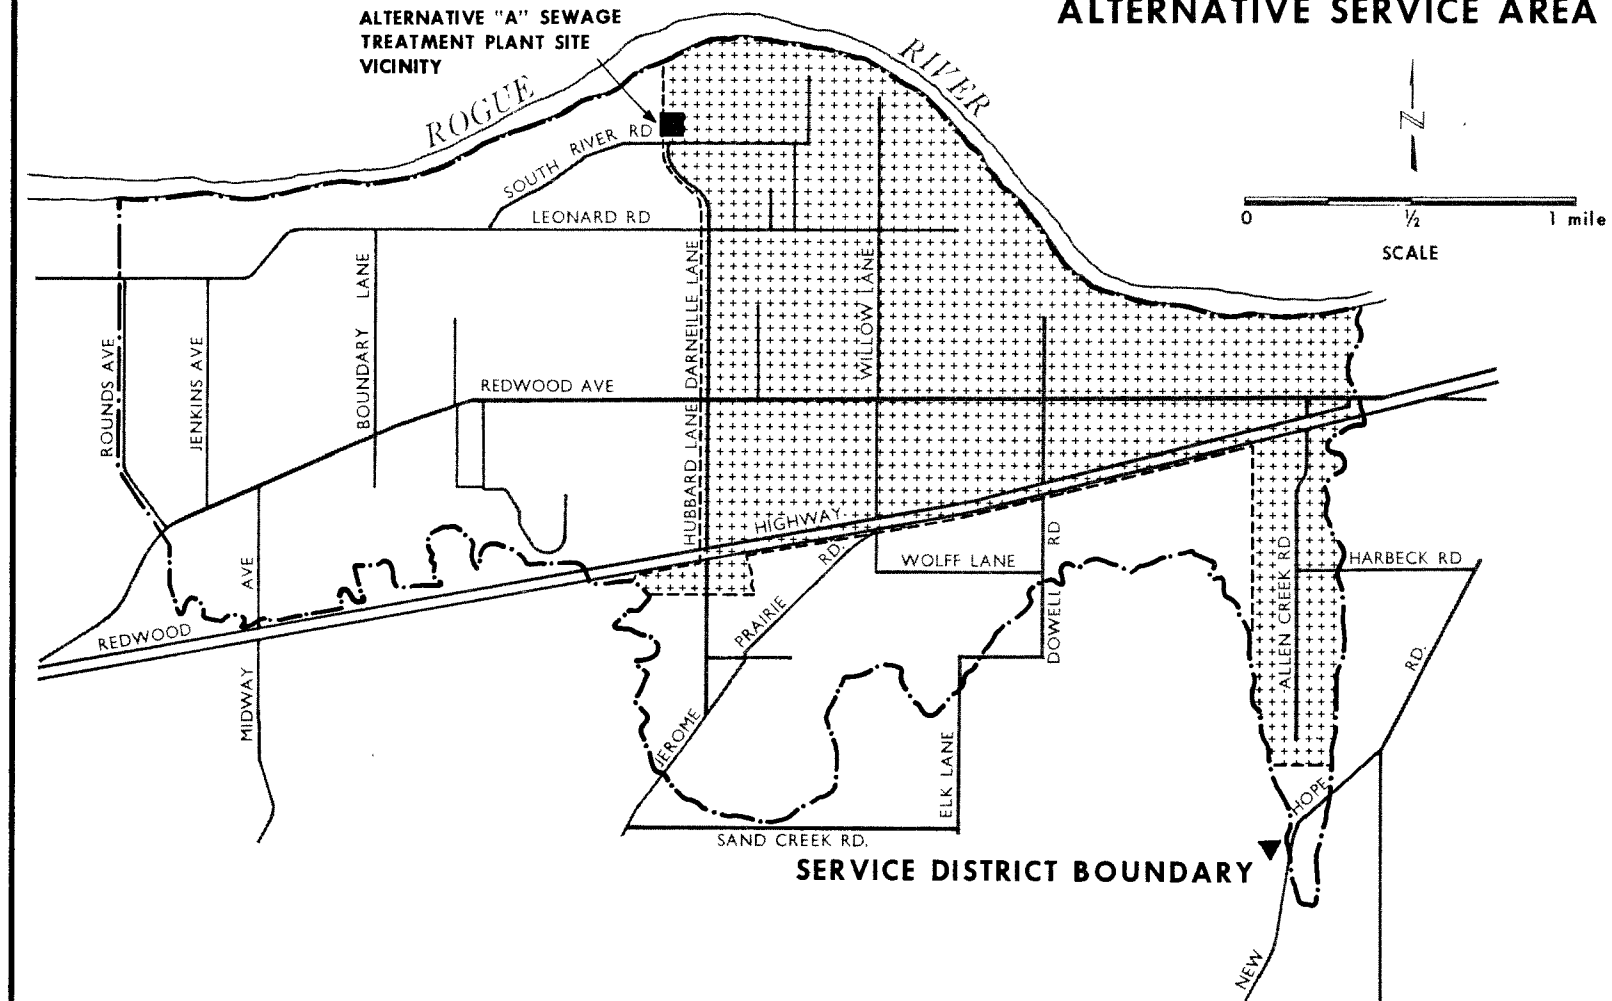 ALTERNATIVE SERVICE AREA
ALTERNATIVE "A" SEWAGE
TREATMENT PLANT SITE
VICINITY
ROGUE
RIVER
N
0 ½ 1 mile
SCALE
SOUTH RIVER RD
LEONARD RD
ROUNDS AVE
JENKINS AVE
BOUNDARY LANE
HUBBARD LANE DARNEILLE LANE
WILLOW LANE
REDWOOD AVE
REDWOOD
HIGHWAY
MIDWAY AVE
JEROME PRAIRIE RD.
WOLFF LANE
DOWELL RD
ALLEN CREEK RD
HARBECK RD
ELK LANE
SAND CREEK RD.
NEW HOPE RD.
SERVICE DISTRICT BOUNDARY